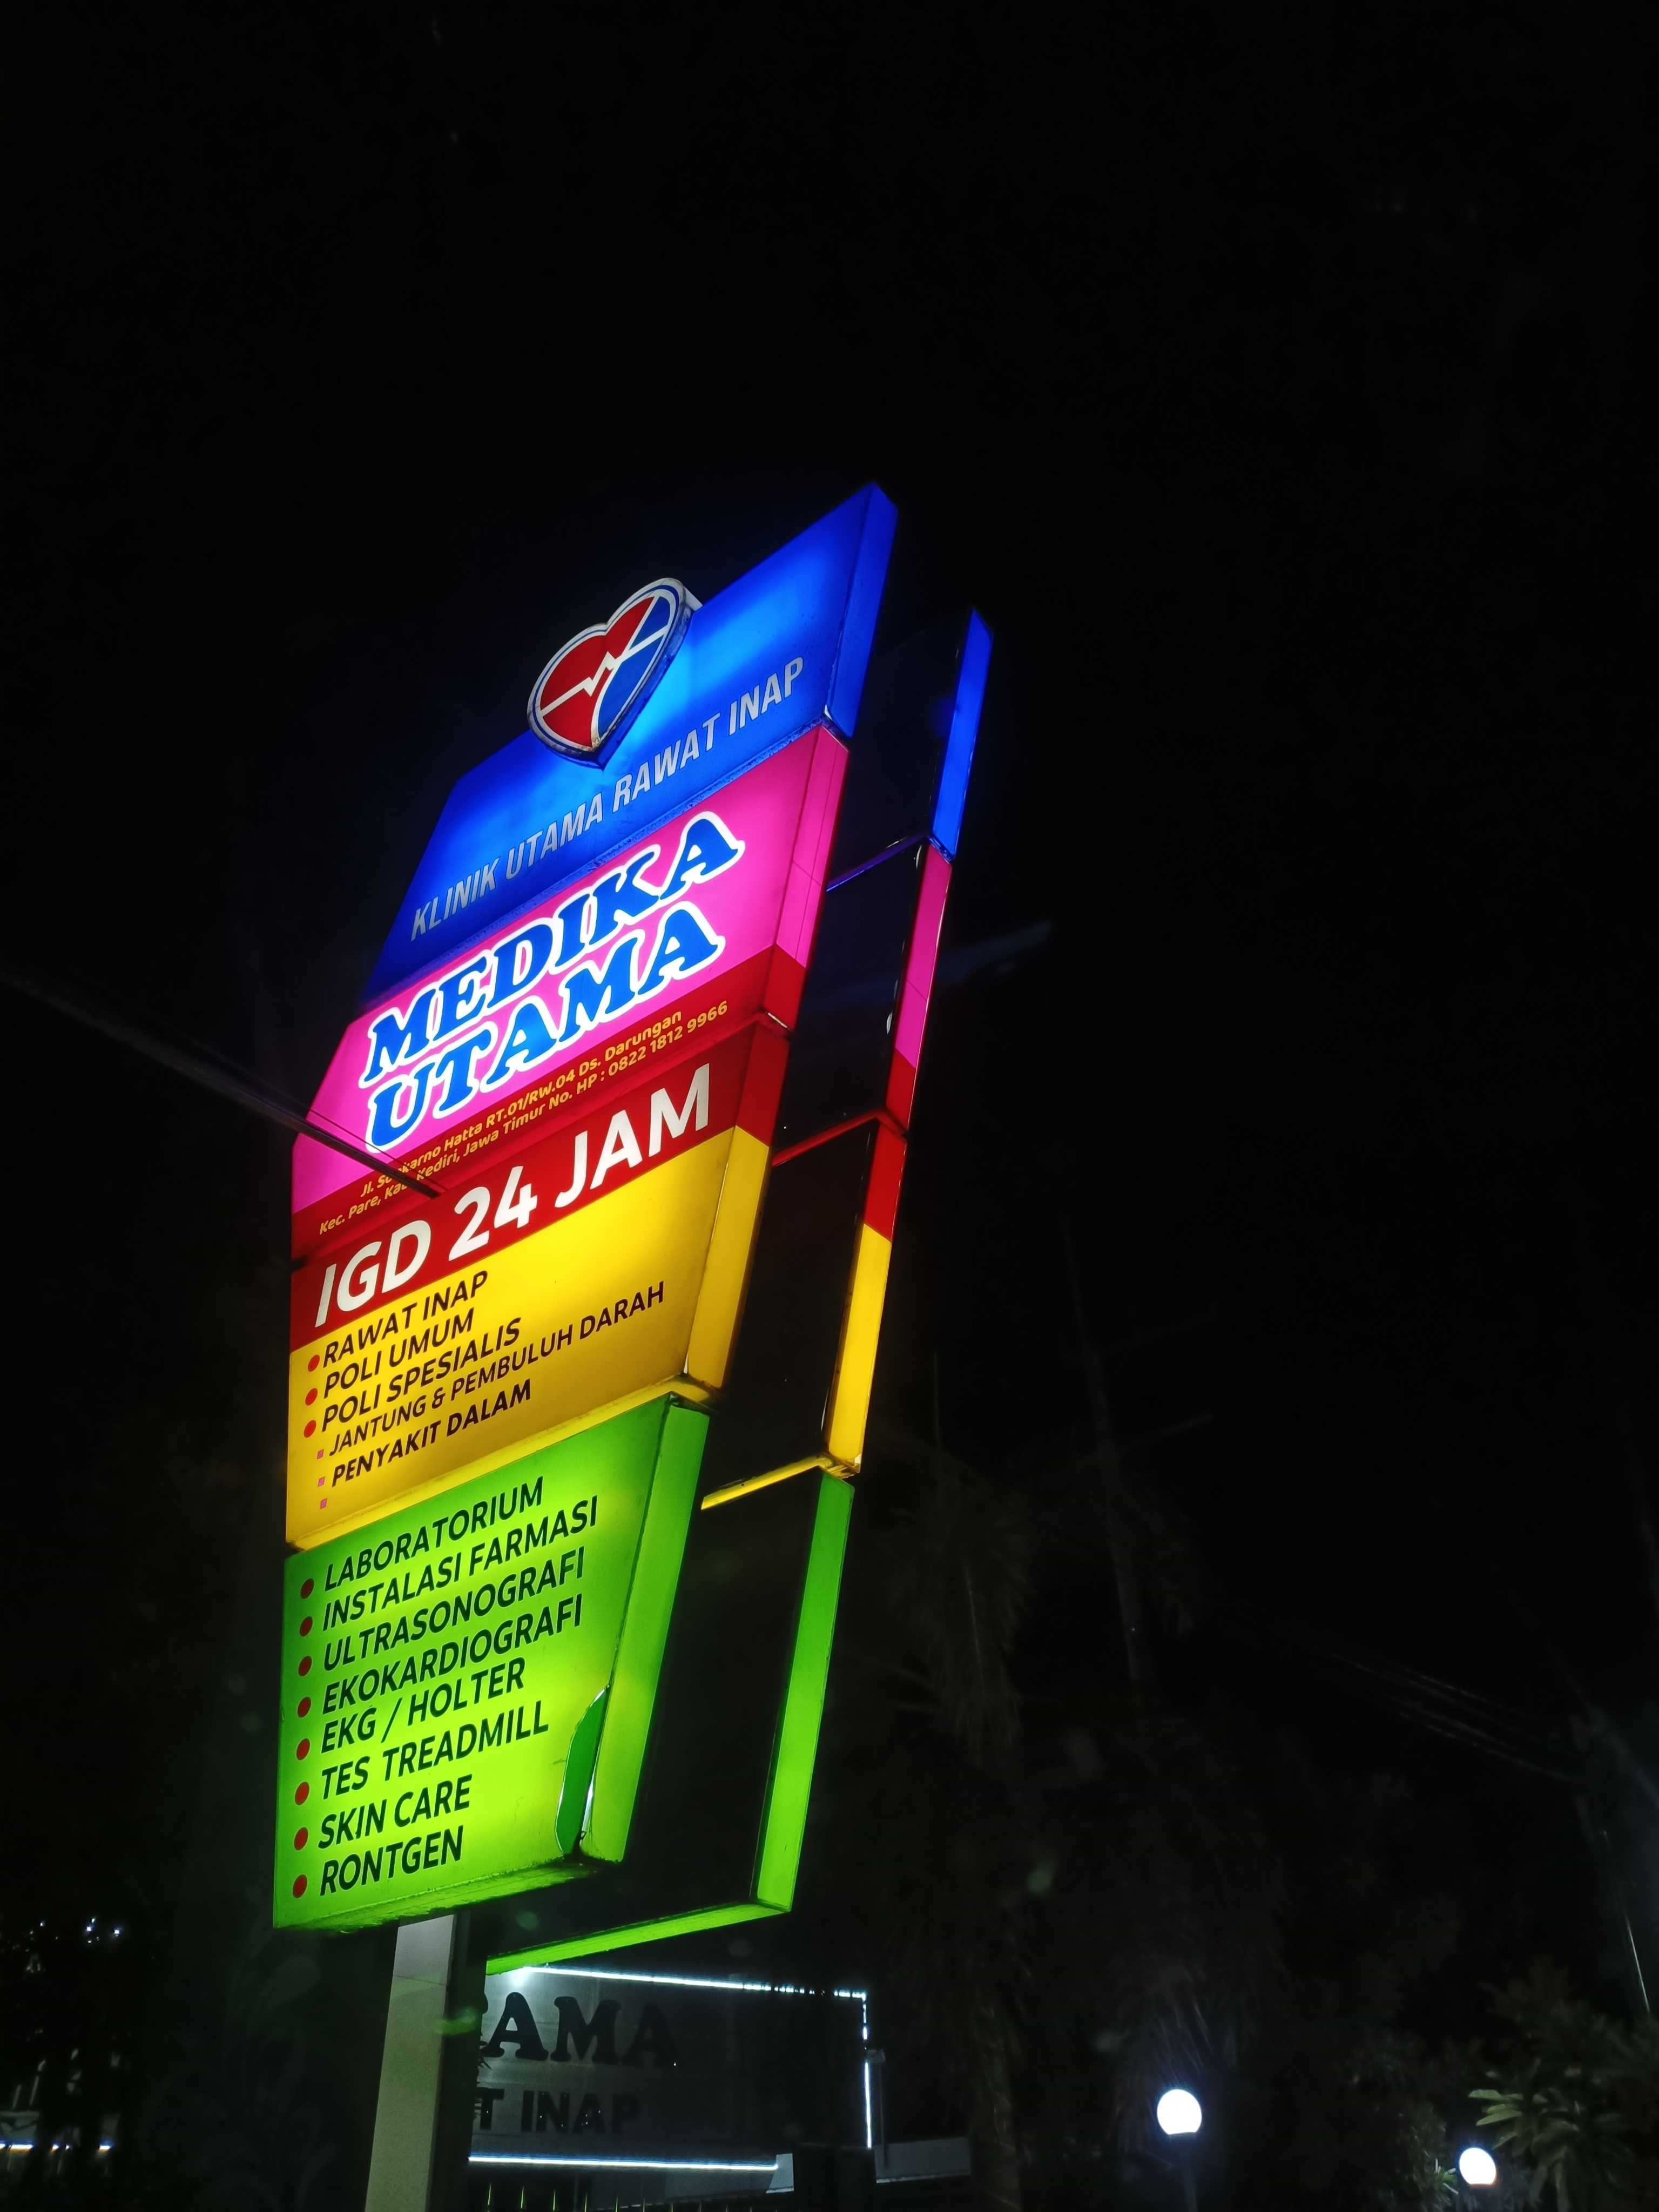 KLINIK UTAMA RAWAT INAP
MEDIKA
UTAMA
Jl. Soekarno Hatta RT.01/RW.04 Ds. Darungan
Kec. Pare, Kab. Kediri, Jawa Timur No. HP : 0822 1812 9966
IGD 24 JAM
RAWAT INAP
POLI UMUM
POLI SPESIALIS
JANTUNG & PEMBULUH DARAH
PENYAKIT DALAM
LABORATORIUM
INSTALASI FARMASI
ULTRASONOGRAFI
EKOKARDIOGRAFI
EKG / HOLTER
TES TREADMILL
SKIN CARE
RONTGEN
AMA
T INAP